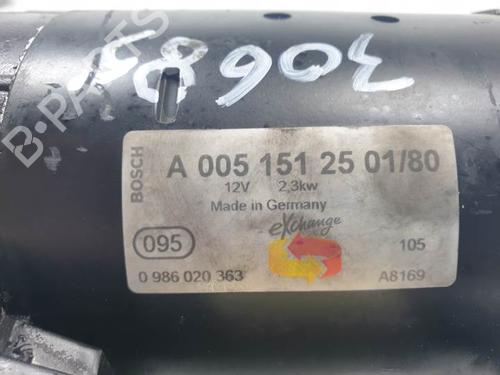 30689
BOSCH
A 005 151 25 01/80
12V 2,3kw
Made in Germany
eXchange
095
105
0 986 020 363
A8169
B-PARTS